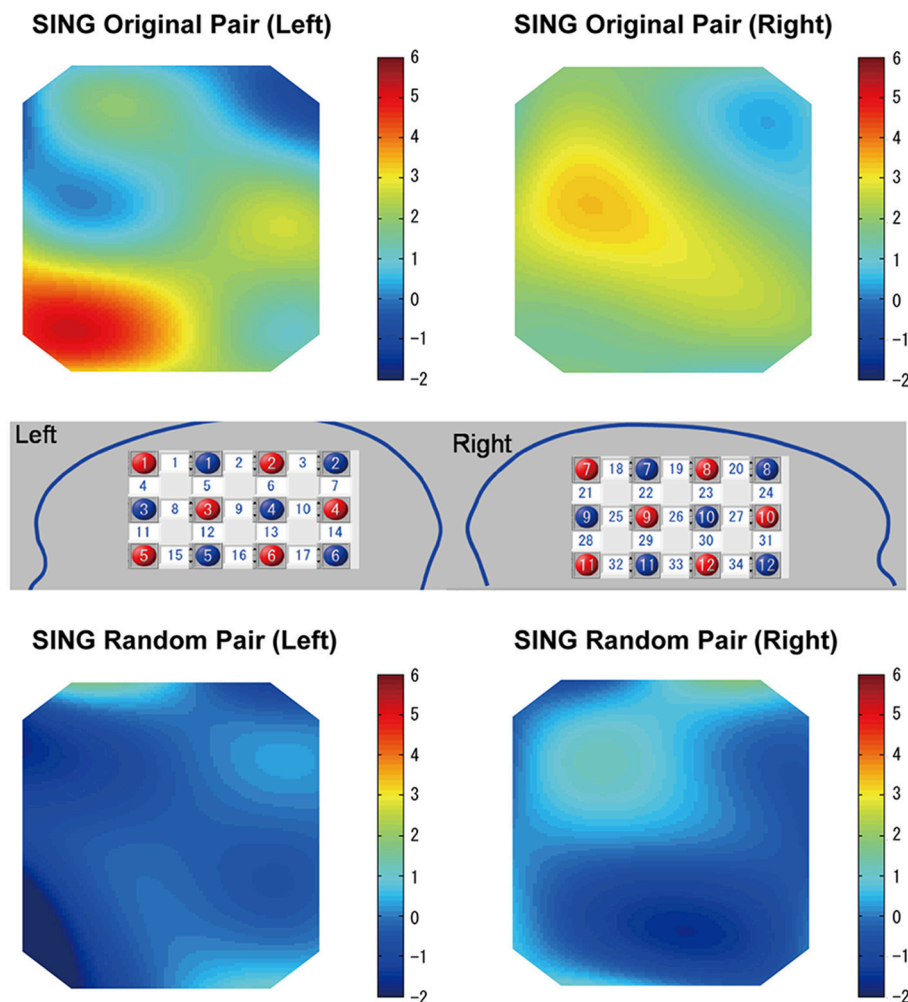 SING Original Pair (Left)
6
5
4
3
2
1
0
-1
-2
SING Original Pair (Right)
6
5
4
3
2
1
0
-1
-2
Left
1 1 1 2 2 3 2
4 5 6 7
3 8 3 9 4 10 4
11 12 13 14
5 15 5 16 6 17 6
Right
7 18 7 19 8 20 8
21 22 23 24
9 25 9 26 10 27 10
28 29 30 31
11 32 11 33 12 34 12
SING Random Pair (Left)
6
5
4
3
2
1
0
-1
-2
SING Random Pair (Right)
6
5
4
3
2
1
0
-1
-2